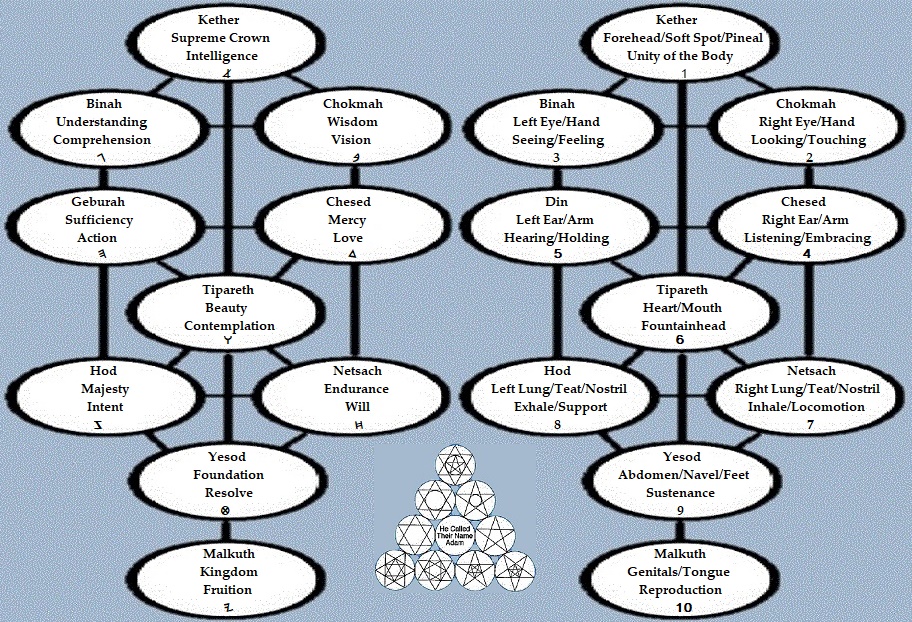 Kether
Supreme Crown
Intelligence
Binah
Understanding
Comprehension
Chokmah
Wisdom
Vision
Geburah
Sufficiency
Action
Chesed
Mercy
Love
Tipareth
Beauty
Contemplation
Hod
Majesty
Intent
Netsach
Endurance
Will
Yesod
Foundation
Resolve
Malkuth
Kingdom
Fruition
He Called
Their Name
Adam
Kether
Forehead/Soft Spot/Pineal
Unity of the Body
1
Binah
Left Eye/Hand
Seeing/Feeling
3
Chokmah
Right Eye/Hand
Looking/Touching
2
Din
Left Ear/Arm
Hearing/Holding
5
Chesed
Right Ear/Arm
Listening/Embracing
4
Tipareth
Heart/Mouth
Fountainhead
6
Hod
Left Lung/Teat/Nostril
Exhale/Support
8
Netsach
Right Lung/Teat/Nostril
Inhale/Locomotion
7
Yesod
Abdomen/Navel/Feet
Sustenance
9
Malkuth
Genitals/Tongue
Reproduction
10